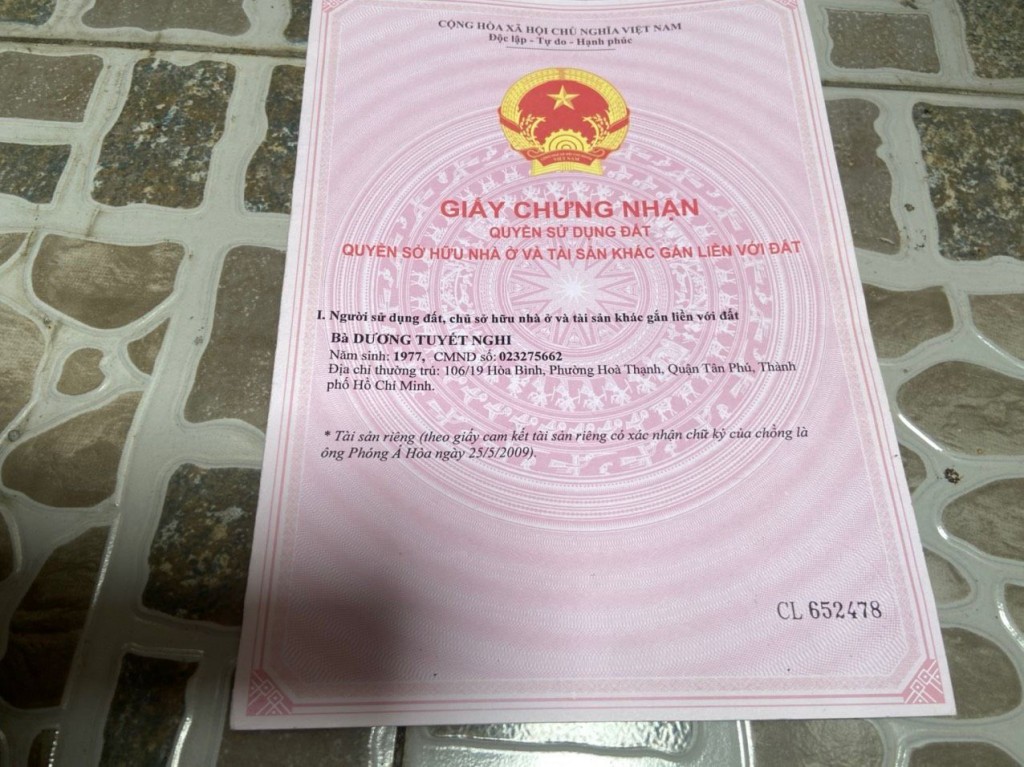 CỘNG HÒA XÃ HỘI CHỦ NGHĨA VIỆT NAM
Độc lập - Tự do - Hạnh phúc
GIẤY CHỨNG NHẬN
QUYỀN SỬ DỤNG ĐẤT
QUYỀN SỞ HỮU NHÀ Ở VÀ TÀI SẢN KHÁC GẮN LIỀN VỚI ĐẤT
I. Người sử dụng đất, chủ sở hữu nhà ở và tài sản khác gắn liền với đất
Bà DƯƠNG TUYẾT NGHI
Năm sinh: 1977, CMND số: 023275662
Địa chỉ thường trú: 106/19 Hòa Bình, Phường Hoà Thạnh, Quận Tân Phú, Thành
phố Hồ Chí Minh.
* Tài sản riêng (theo giấy cam kết tài sản riêng có xác nhận chữ ký của chồng là
ông Phóng A Hòa ngày 25/5/2009).
CL 652478